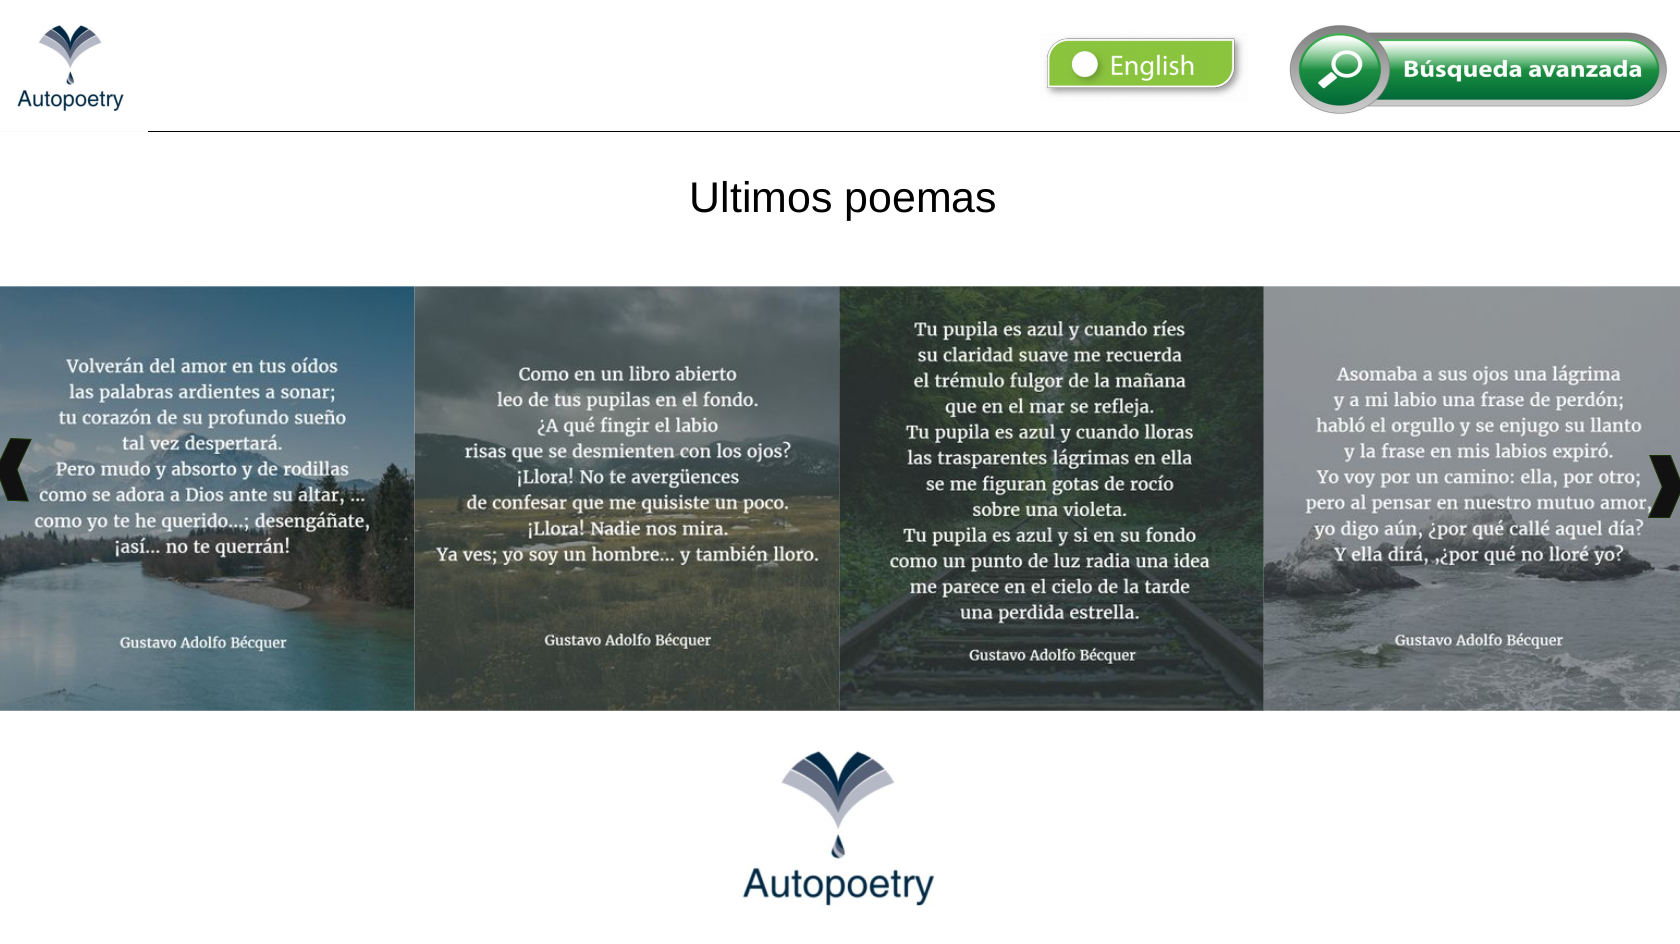 Autopoetry
English
Búsqueda avanzada
Ultimos poemas
Volverán del amor en tus oídos
las palabras ardientes a sonar;
tu corazón de su profundo sueño
tal vez despertará.
Pero mudo y absorto y de rodillas
como se adora a Dios ante su altar, ...
como yo te he querido...; desengáñate,
¡así... no te querrán!
Gustavo Adolfo Bécquer
Como en un libro abierto
leo de tus pupilas en el fondo.
¿A qué fingir el labio
risas que se desmienten con los ojos?
¡Llora! No te avergüences
de confesar que me quisiste un poco.
¡Llora! Nadie nos mira.
Ya ves; yo soy un hombre... y también lloro.
Gustavo Adolfo Bécquer
Tu pupila es azul y cuando ríes
su claridad suave me recuerda
el trémulo fulgor de la mañana
que en el mar se refleja.
Tu pupila es azul y cuando lloras
las trasparentes lágrimas en ella
se me figuran gotas de rocío
sobre una violeta.
Tu pupila es azul y si en su fondo
como un punto de luz radia una idea
me parece en el cielo de la tarde
una perdida estrella.
Gustavo Adolfo Bécquer
Asomaba a sus ojos una lágrima
y a mi labio una frase de perdón;
habló el orgullo y se enjugo su llanto
y la frase en mis labios expiró.
Yo voy por un camino: ella, por otro;
pero al pensar en nuestro mutuo amor,
yo digo aún, ¿por qué callé aquel día?
Y ella dirá, ,¿por qué no lloré yo?
Gustavo Adolfo Bécquer
Autopoetry